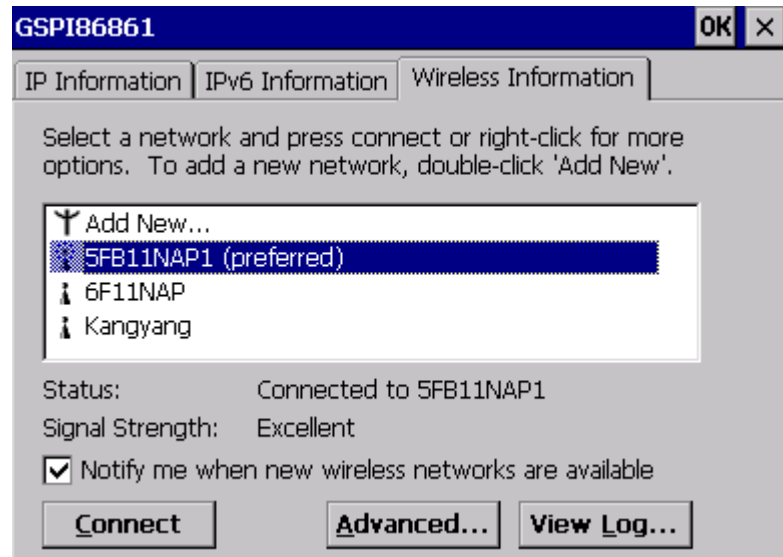 GSPI86861 OK ×
IP Information IPv6 Information Wireless Information
Select a network and press connect or right-click for more
options. To add a new network, double-click 'Add New'.
Add New...
5FB11NAP1 (preferred)
6F11NAP
Kangyang
Status: Connected to 5FB11NAP1
Signal Strength: Excellent
Notify me when new wireless networks are available
Connect Advanced... View Log...